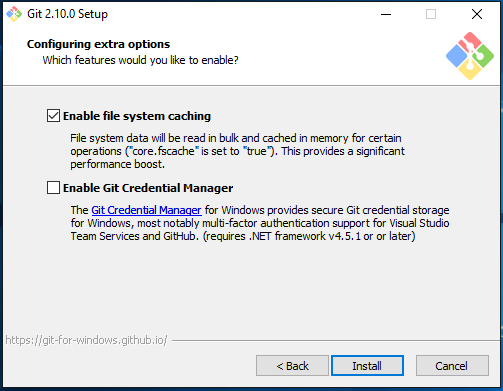 Git 2.10.0 Setup
Configuring extra options
Which features would you like to enable?
Enable file system caching
File system data will be read in bulk and cached in memory for certain
operations ("core.fscache" is set to "true"). This provides a significant
performance boost.
Enable Git Credential Manager
The Git Credential Manager for Windows provides secure Git credential storage
for Windows, most notably multi-factor authentication support for Visual Studio
Team Services and GitHub. (requires .NET framework v4.5.1 or or later)
https://git-for-windows.github.io/
< Back
Install
Cancel